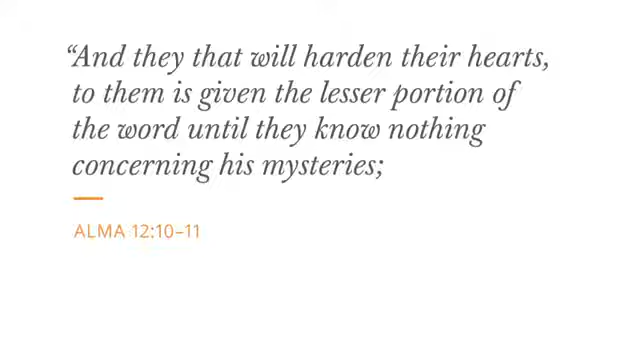 “And they that will harden their hearts,
to them is given the lesser portion of
the word until they know nothing
concerning his mysteries;
ALMA 12:10–11